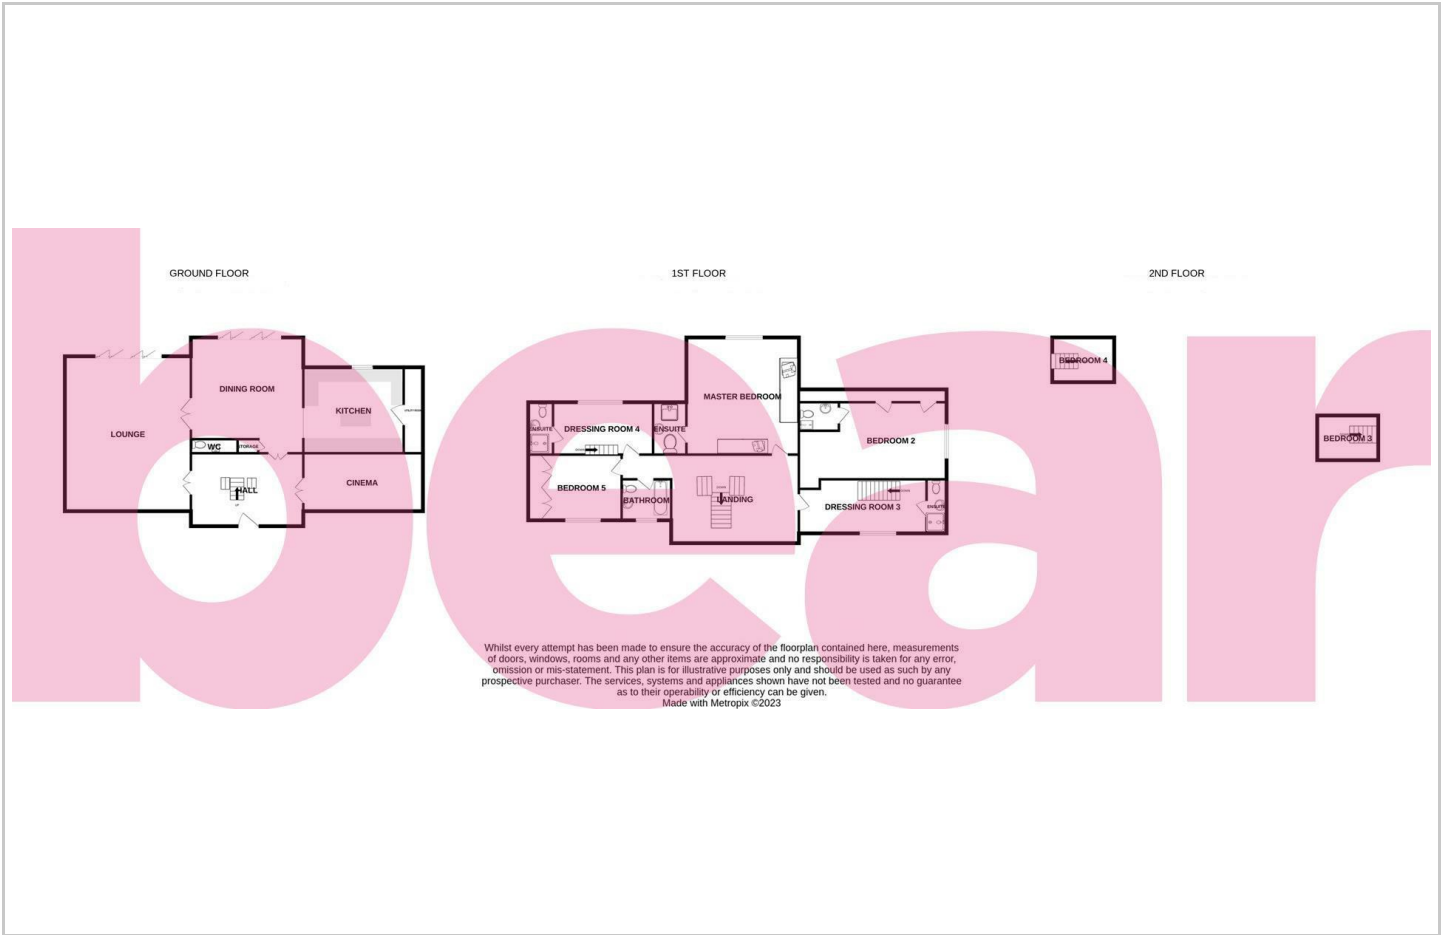 bear
GROUND FLOOR
1ST FLOOR
2ND FLOOR
LOUNGE
DINING ROOM
KITCHEN
WC
STORAGE
HALL
UP
CINEMA
ENSUITE
DRESSING ROOM 4
ENSUITE
MASTER BEDROOM
BEDROOM 2
BEDROOM 5
BATHROOM
LANDING
DRESSING ROOM 3
ENSUITE
BEDROOM 4
BEDROOM 3
Whilst every attempt has been made to ensure the accuracy of the floorplan contained here, measurements
of doors, windows, rooms and any other items are approximate and no responsibility is taken for any error,
omission or mis-statement. This plan is for illustrative purposes only and should be used as such by any
prospective purchaser. The services, systems and appliances shown have not been tested and no guarantee
as to their operability or efficiency can be given.
Made with Metropix ©2023